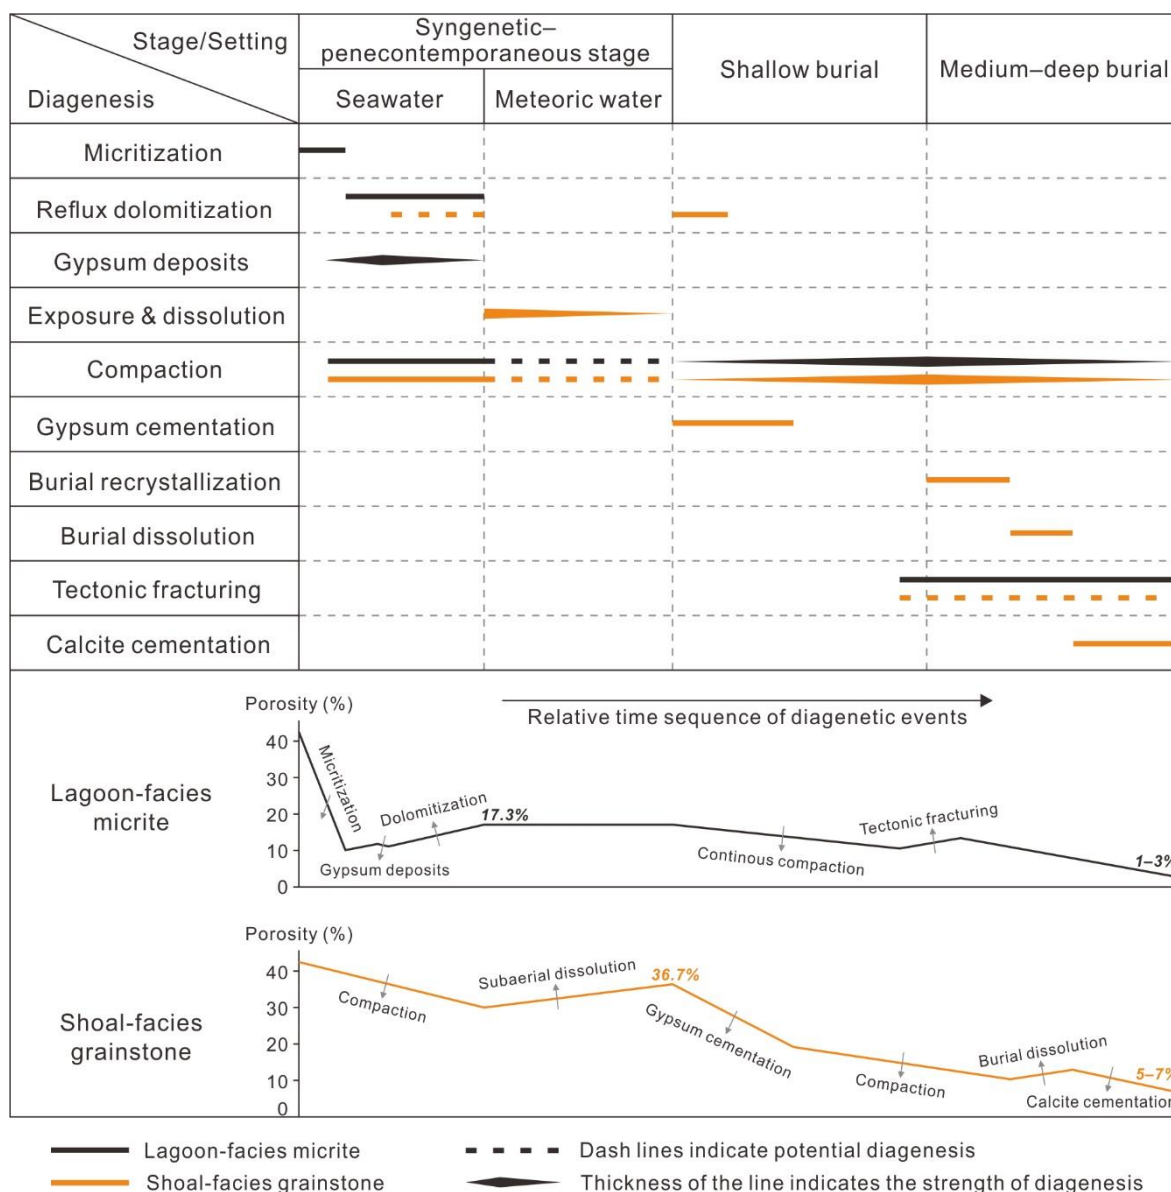 Stage/Setting
Diagenesis
Syngenetic–
penecontemporaneous stage
Seawater
Meteoric water
Shallow burial
Medium–deep burial
Micritization
Reflux dolomitization
Gypsum deposits
Exposure & dissolution
Compaction
Gypsum cementation
Burial recrystallization
Burial dissolution
Tectonic fracturing
Calcite cementation
Lagoon-facies
micrite
Porosity (%)
40
30
20
10
0
Relative time sequence of diagenetic events
Micritization
Gypsum deposits
Dolomitization
17.3%
Continous compaction
Tectonic fracturing
1–3%
Shoal-facies
grainstone
Porosity (%)
40
30
20
10
0
Compaction
Subaerial dissolution
36.7%
Gypsum cementation
Compaction
Burial dissolution
5–7%
Calcite cementation
Lagoon-facies micrite
Dash lines indicate potential diagenesis
Shoal-facies grainstone
Thickness of the line indicates the strength of diagenesis